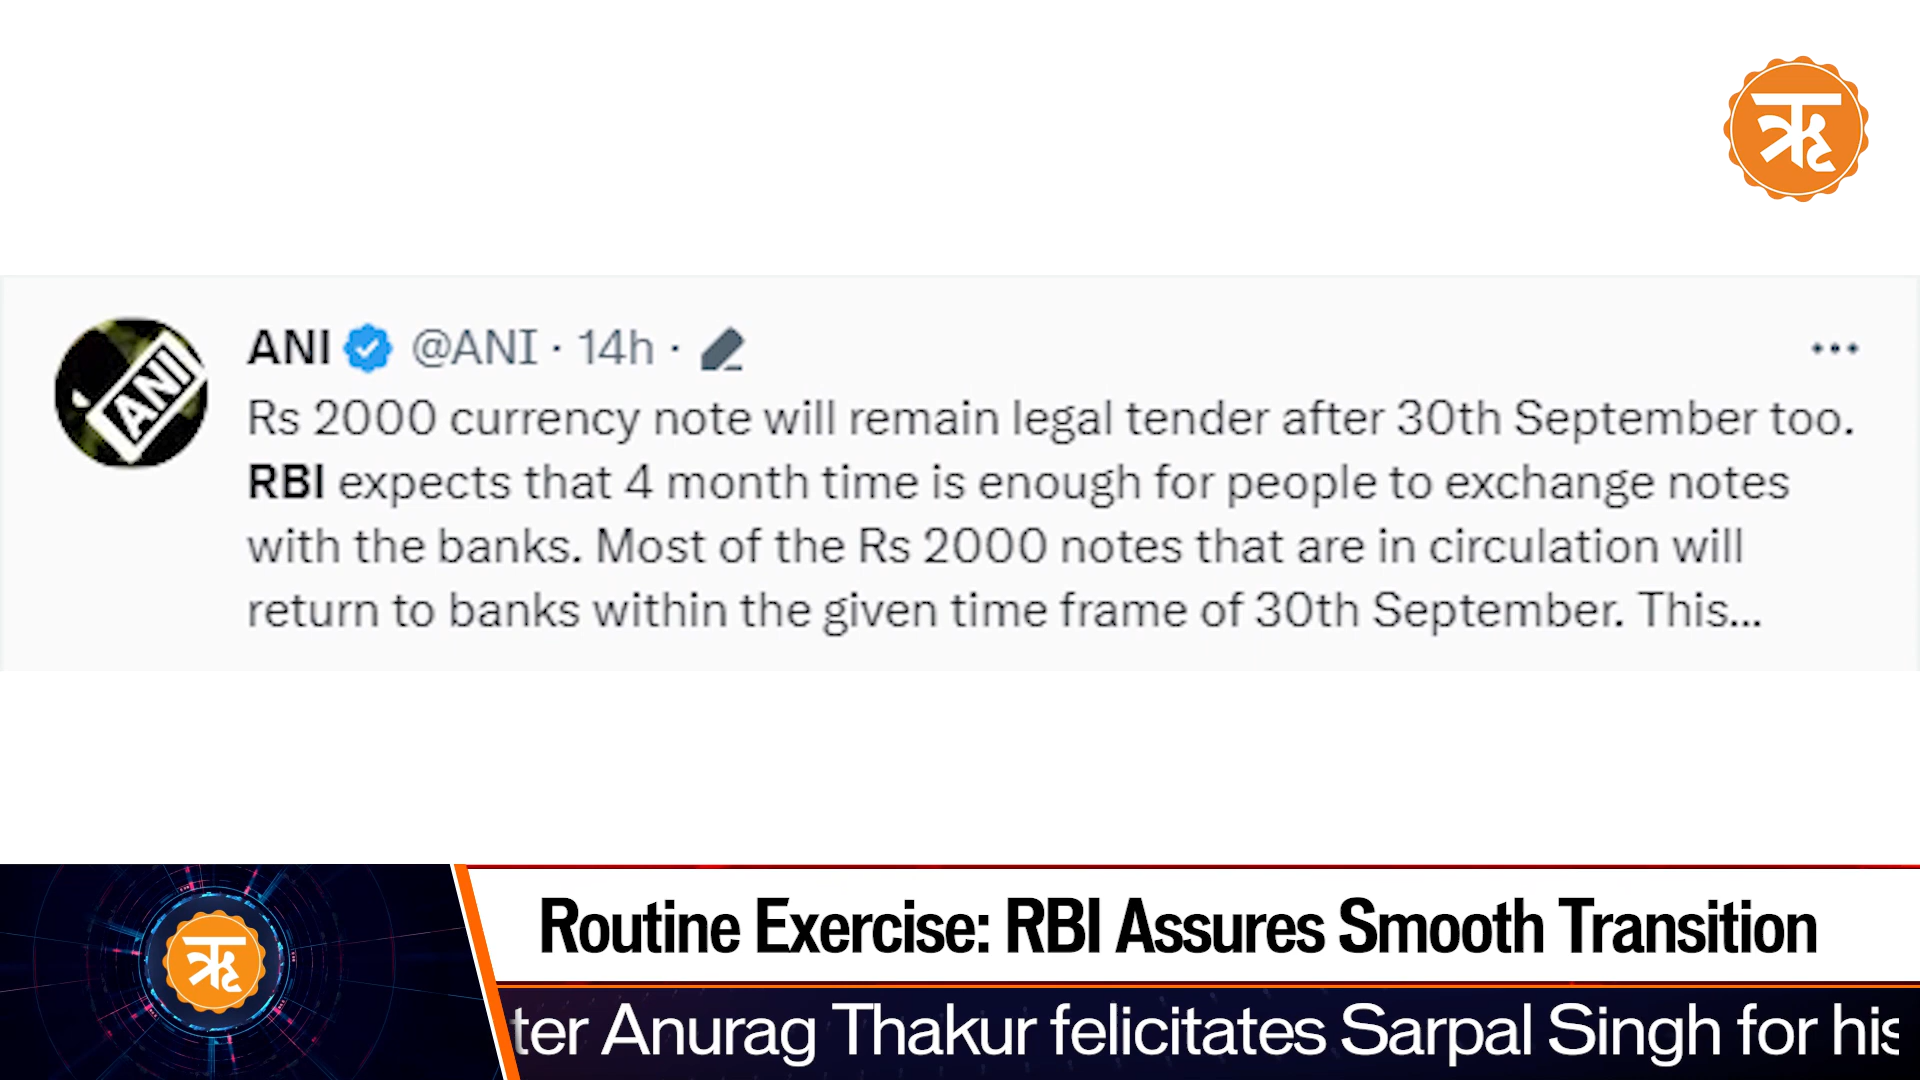 ऋ
ANI @ANI · 14h ·
ANI
Rs 2000 currency note will remain legal tender after 30th September too.
RBI expects that 4 month time is enough for people to exchange notes
with the banks. Most of the Rs 2000 notes that are in circulation will
return to banks within the given time frame of 30th September. This...
ऋ
Routine Exercise: RBI Assures Smooth Transition
ter Anurag Thakur felicitates Sarpal Singh for his